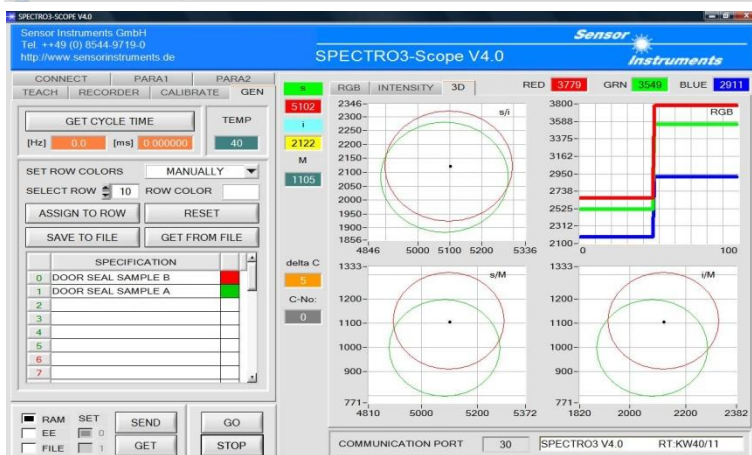 SPECTRO3-SCOPE V4.0
Sensor Instruments GmbH
Tel. ++49 (0) 8544-9719-0
http://www.sensorinstruments.de
SPECTRO3-Scope V4.0
Sensor
Instruments
CONNECT PARA1 PARA2
TEACH RECORDER CALIBRATE GEN
GET CYCLE TIME TEMP
[Hz] 0.0 [ms] 0.000000 40
SET ROW COLORS MANUALLY
SELECT ROW 10 ROW COLOR
ASSIGN TO ROW RESET
SAVE TO FILE GET FROM FILE
SPECIFICATION
0 DOOR SEAL SAMPLE B
1 DOOR SEAL SAMPLE A
2
3
4
5
6
7
RAM SET SEND GO
EE 0
FILE 1 GET STOP
s
5102
i
2122
M
1105
delta C
5
C-No:
0
RGB INTENSITY 3D RED 3779 GRN 3549 BLUE 2911
s/i
2346
2300
2250
2200
2150
2100
2050
2000
1950
1900
1856
4846 5000 5100 5200 5336
RGB
3800
3588
3375
3162
2950
2738
2525
2312
2100
0 100
s/M
1333
1200
1100
1000
900
771
4810 5000 5200 5372
i/M
1333
1200
1100
1000
900
771
1820 2000 2200 2382
COMMUNICATION PORT 30 SPECTRO3 V4.0 RT:KW40/11